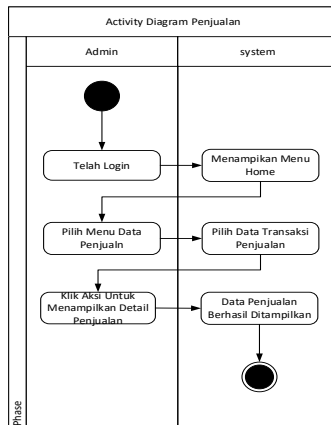 Activity Diagram Penjualan
Admin
system
Telah Login
Menampikan Menu
Home
Pilih Menu Data
Penjualn
Pilih Data Transaksi
Penjualan
Klik Aksi Untuk
Menampilkan Detail
Penjualan
Data Penjualan
Berhasil Ditampilkan
Phase